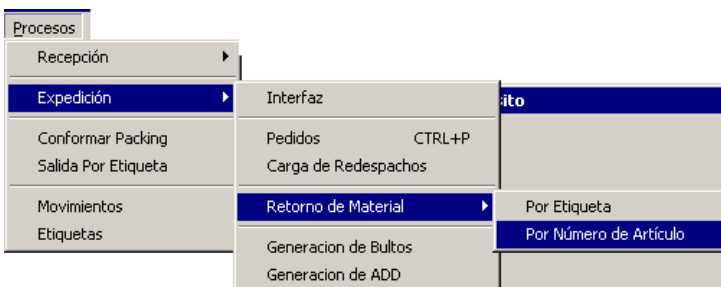 Procesos
Recepción
Expedición
Conformar Packing
Salida Por Etiqueta
Movimientos
Etiquetas
Interfaz
Pedidos CTRL+P
Carga de Redespachos
Retorno de Material
Generacion de Bultos
Generacion de ADD
ito
Por Etiqueta
Por Número de Artículo